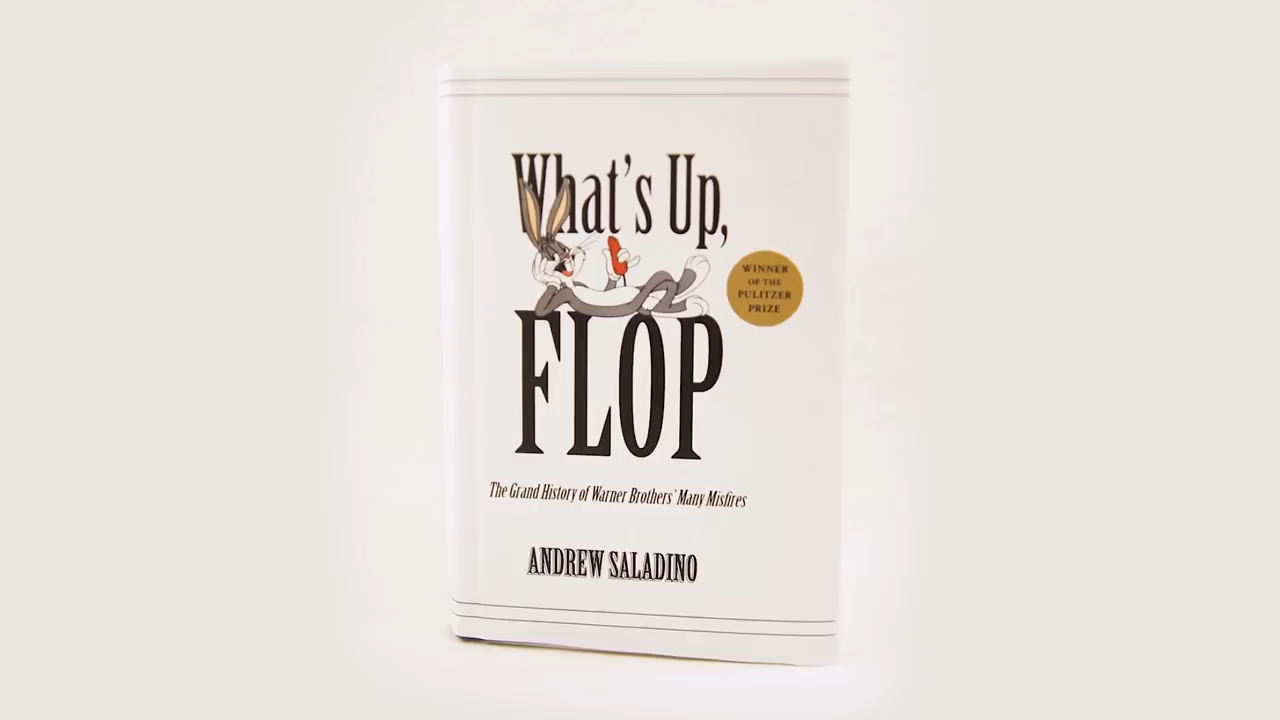 What's Up,
FLOP
WINNER
OF THE
PULITZER
PRIZE
The Grand History of Warner Brothers' Many Misfires
ANDREW SALADINO